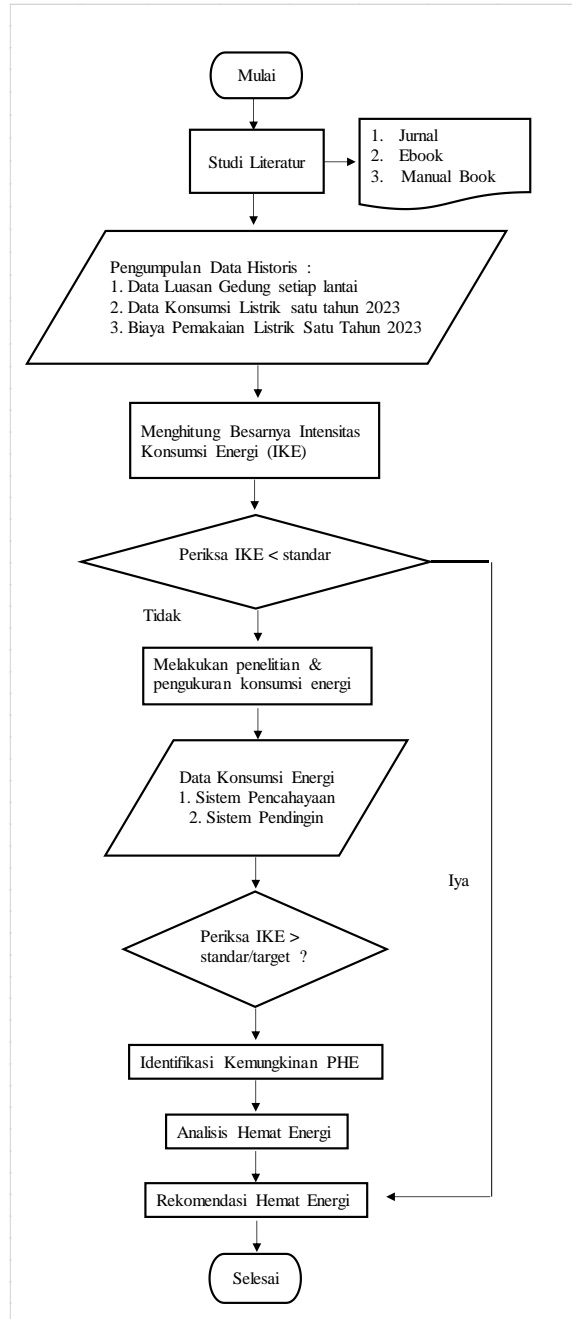 Mulai
Studi Literatur
1. Jurnal
2. Ebook
3. Manual Book
Pengumpulan Data Historis :
1. Data Luasan Gedung setiap lantai
2. Data Konsumsi Listrik satu tahun 2023
3. Biaya Pemakaian Listrik Satu Tahun 2023
Menghitung Besarnya Intensitas
Konsumsi Energi (IKE)
Periksa IKE < standar
Tidak
Melakukan penelitian &
pengukuran konsumsi energi
Data Konsumsi Energi
1. Sistem Pencahayaan
2. Sistem Pendingin
Iya
Periksa IKE >
standar/target ?
Identifikasi Kemungkinan PHE
Analisis Hemat Energi
Rekomendasi Hemat Energi
Selesai